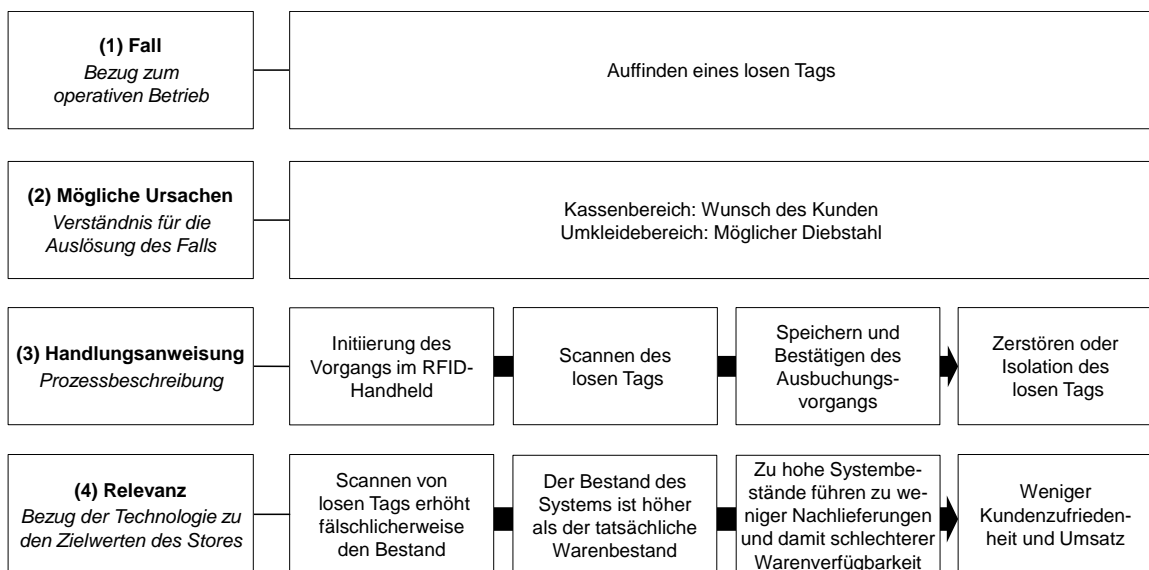 (1) Fall
Bezug zum
operativen Betrieb
Auffinden eines losen Tags
(2) Mögliche Ursachen
Verständnis für die
Auslösung des Falls
Kassenbereich: Wunsch des Kunden
Umkleidebereich: Möglicher Diebstahl
(3) Handlungsanweisung
Prozessbeschreibung
Initiierung des
Vorgangs im RFID-
Handheld
Scannen des
losen Tags
Speichern und
Bestätigen des
Ausbuchungs-
vorgangs
Zerstören oder
Isolation des
losen Tags
(4) Relevanz
Bezug der Technologie zu
den Zielwerten des Stores
Scannen von
losen Tags erhöht
fälschlicherweise
den Bestand
Der Bestand des
Systems ist höher
als der tatsächliche
Warenbestand
Zu hohe Systembe-
stände führen zu we-
niger Nachlieferungen
und damit schlechterer
Warenverfügbarkeit
Weniger
Kundenzufrieden-
heit und Umsatz